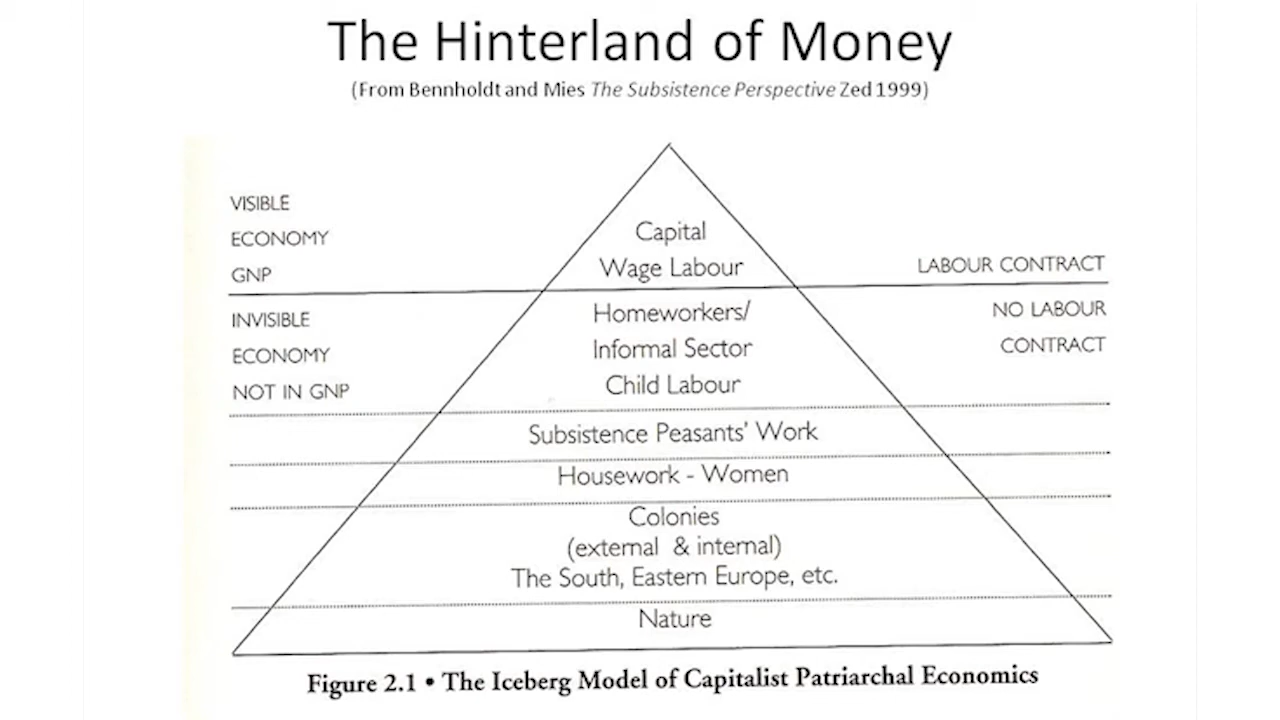 The Hinterland of Money
(From Bennholdt and Mies The Subsistence Perspective Zed 1999)
VISIBLE
ECONOMY
GNP
Capital
Wage Labour
LABOUR CONTRACT
INVISIBLE
ECONOMY
NOT IN GNP
Homeworkers/
Informal Sector
Child Labour
NO LABOUR
CONTRACT
Subsistence Peasants' Work
Housework - Women
Colonies
(external & internal)
The South, Eastern Europe, etc.
Nature
Figure 2.1 • The Iceberg Model of Capitalist Patriarchal Economics